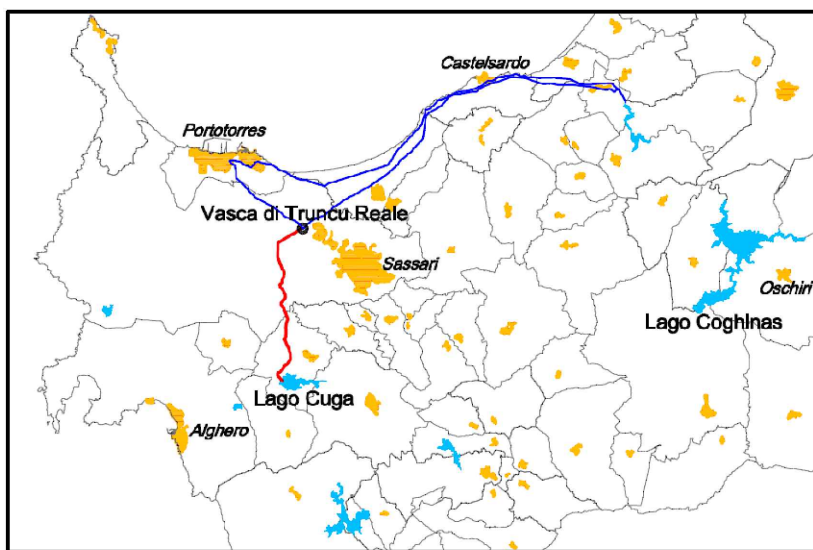 Castelsardo
Portotorres
Vasca di Truncu Reale
Sassari
Oschiri
Lago Coghinas
Lago Cuga
Alghero